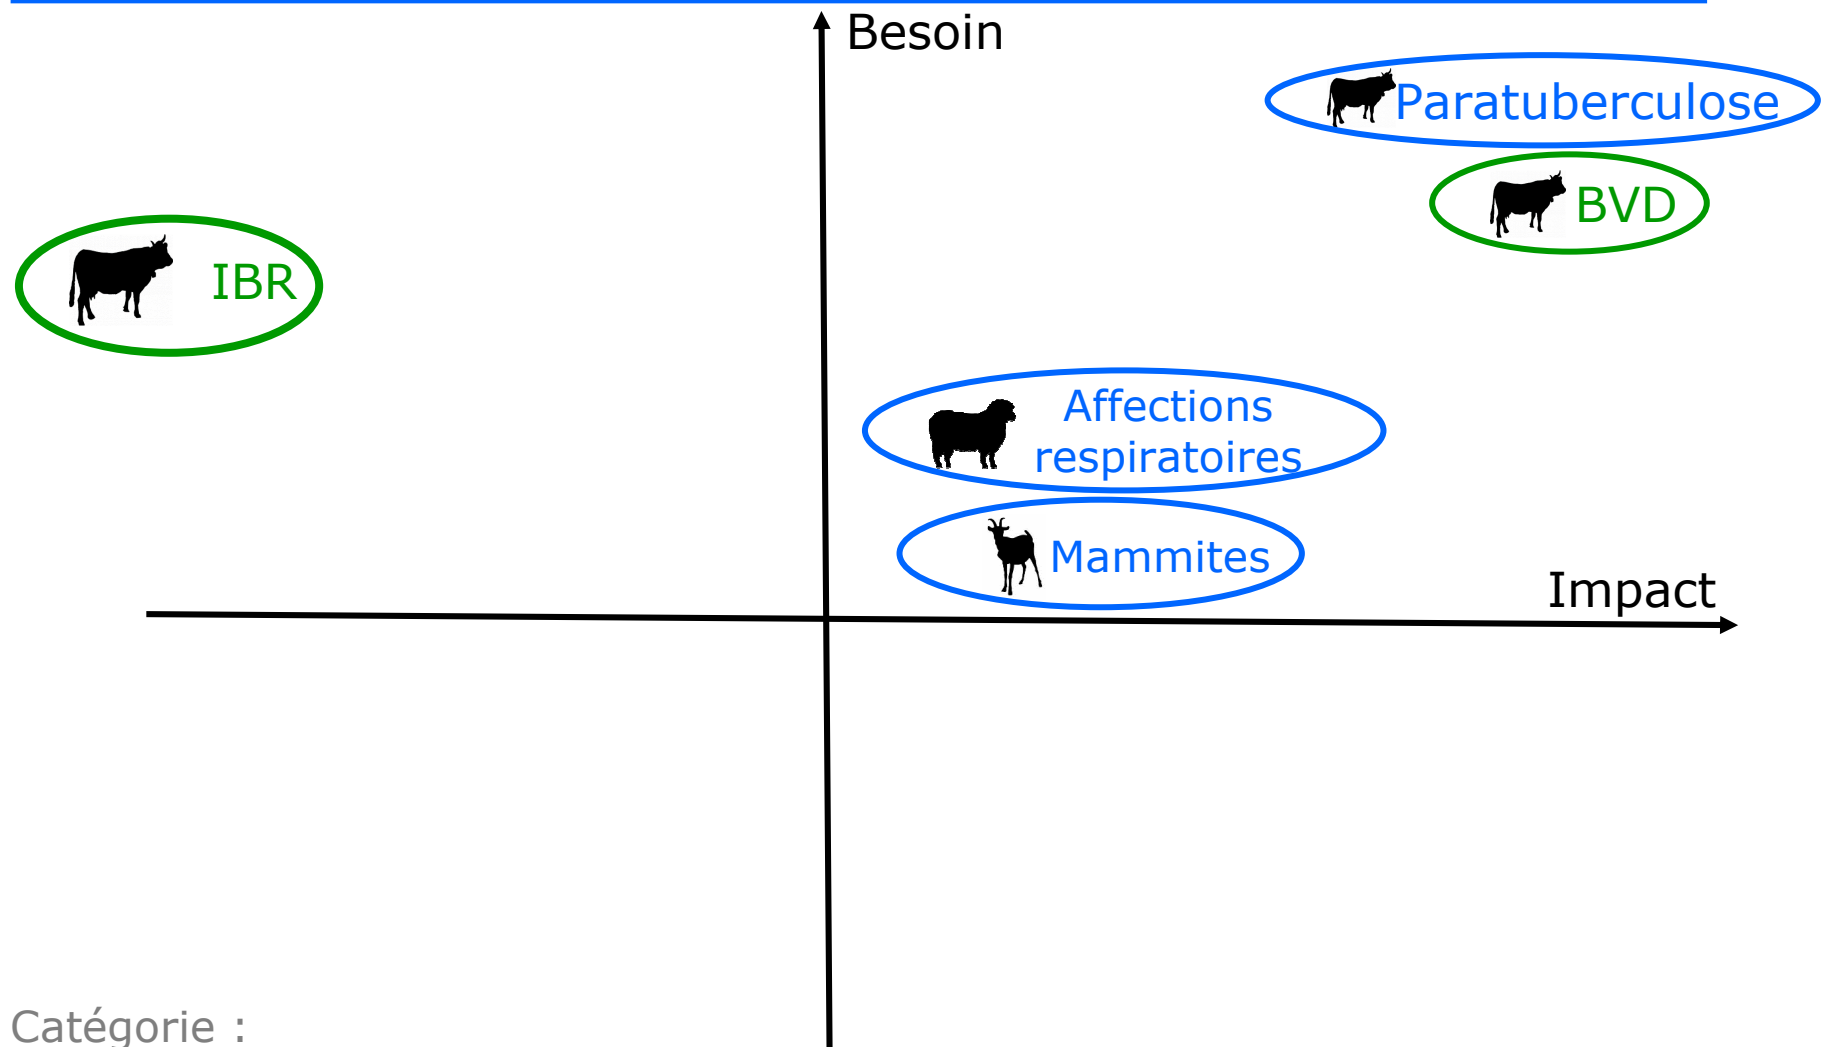 Besoin
Paratuberculose
BVD
IBR
Affections
respiratoires
Mammites
Impact
Catégorie :